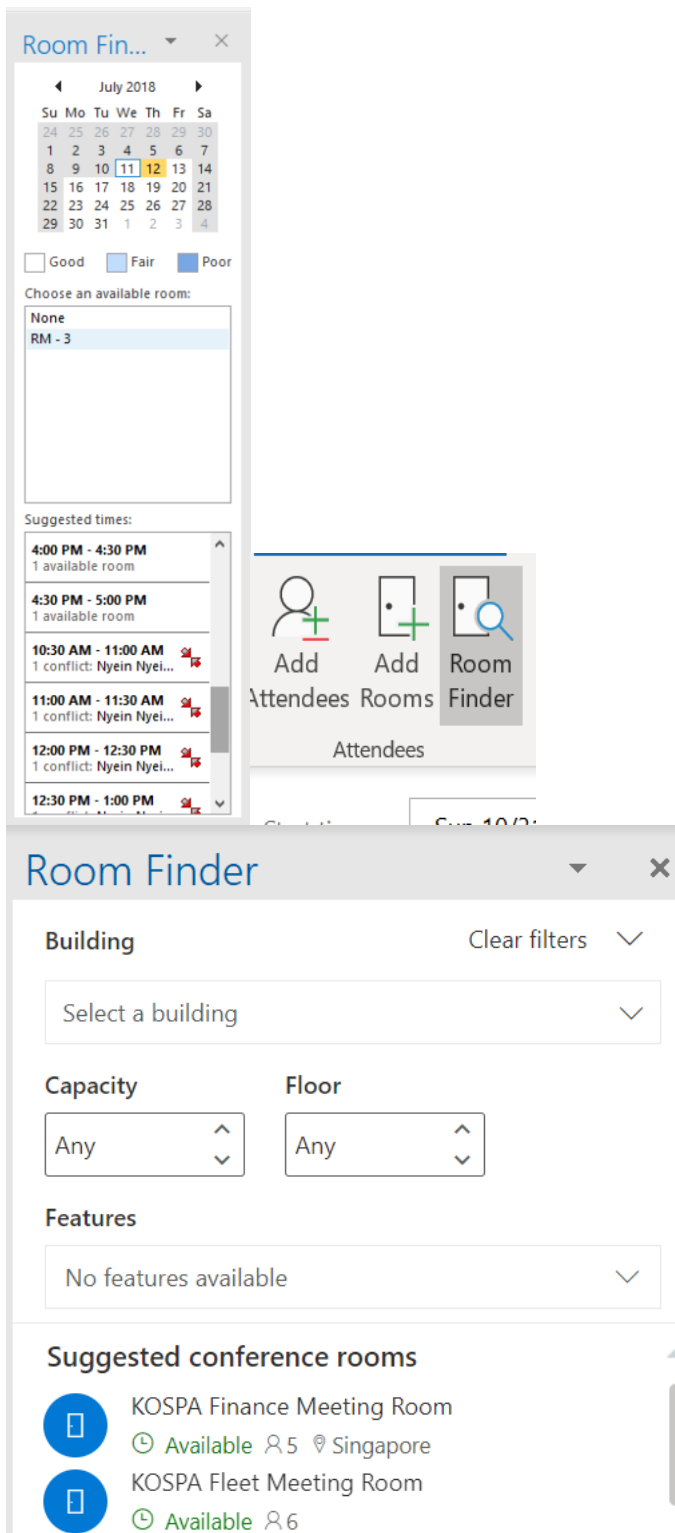 Room Fin...
July 2018
Su Mo Tu We Th Fr Sa
24 25 26 27 28 29 30
1 2 3 4 5 6 7
8 9 10 11 12 13 14
15 16 17 18 19 20 21
22 23 24 25 26 27 28
29 30 31 1 2 3 4
Good Fair Poor
Choose an available room:
None
RM - 3
Suggested times:
4:00 PM - 4:30 PM
1 available room
4:30 PM - 5:00 PM
1 available room
10:30 AM - 11:00 AM
1 conflict: Nyein Nyei...
11:00 AM - 11:30 AM
1 conflict: Nyein Nyei...
12:00 PM - 12:30 PM
1 conflict: Nyein Nyei...
12:30 PM - 1:00 PM
Add Attendees
Add Rooms
Room Finder
Attendees
Room Finder
Building Clear filters
Select a building
Capacity Floor
Any Any
Features
No features available
Suggested conference rooms
KOSPA Finance Meeting Room
Available 5 Singapore
KOSPA Fleet Meeting Room
Available 6